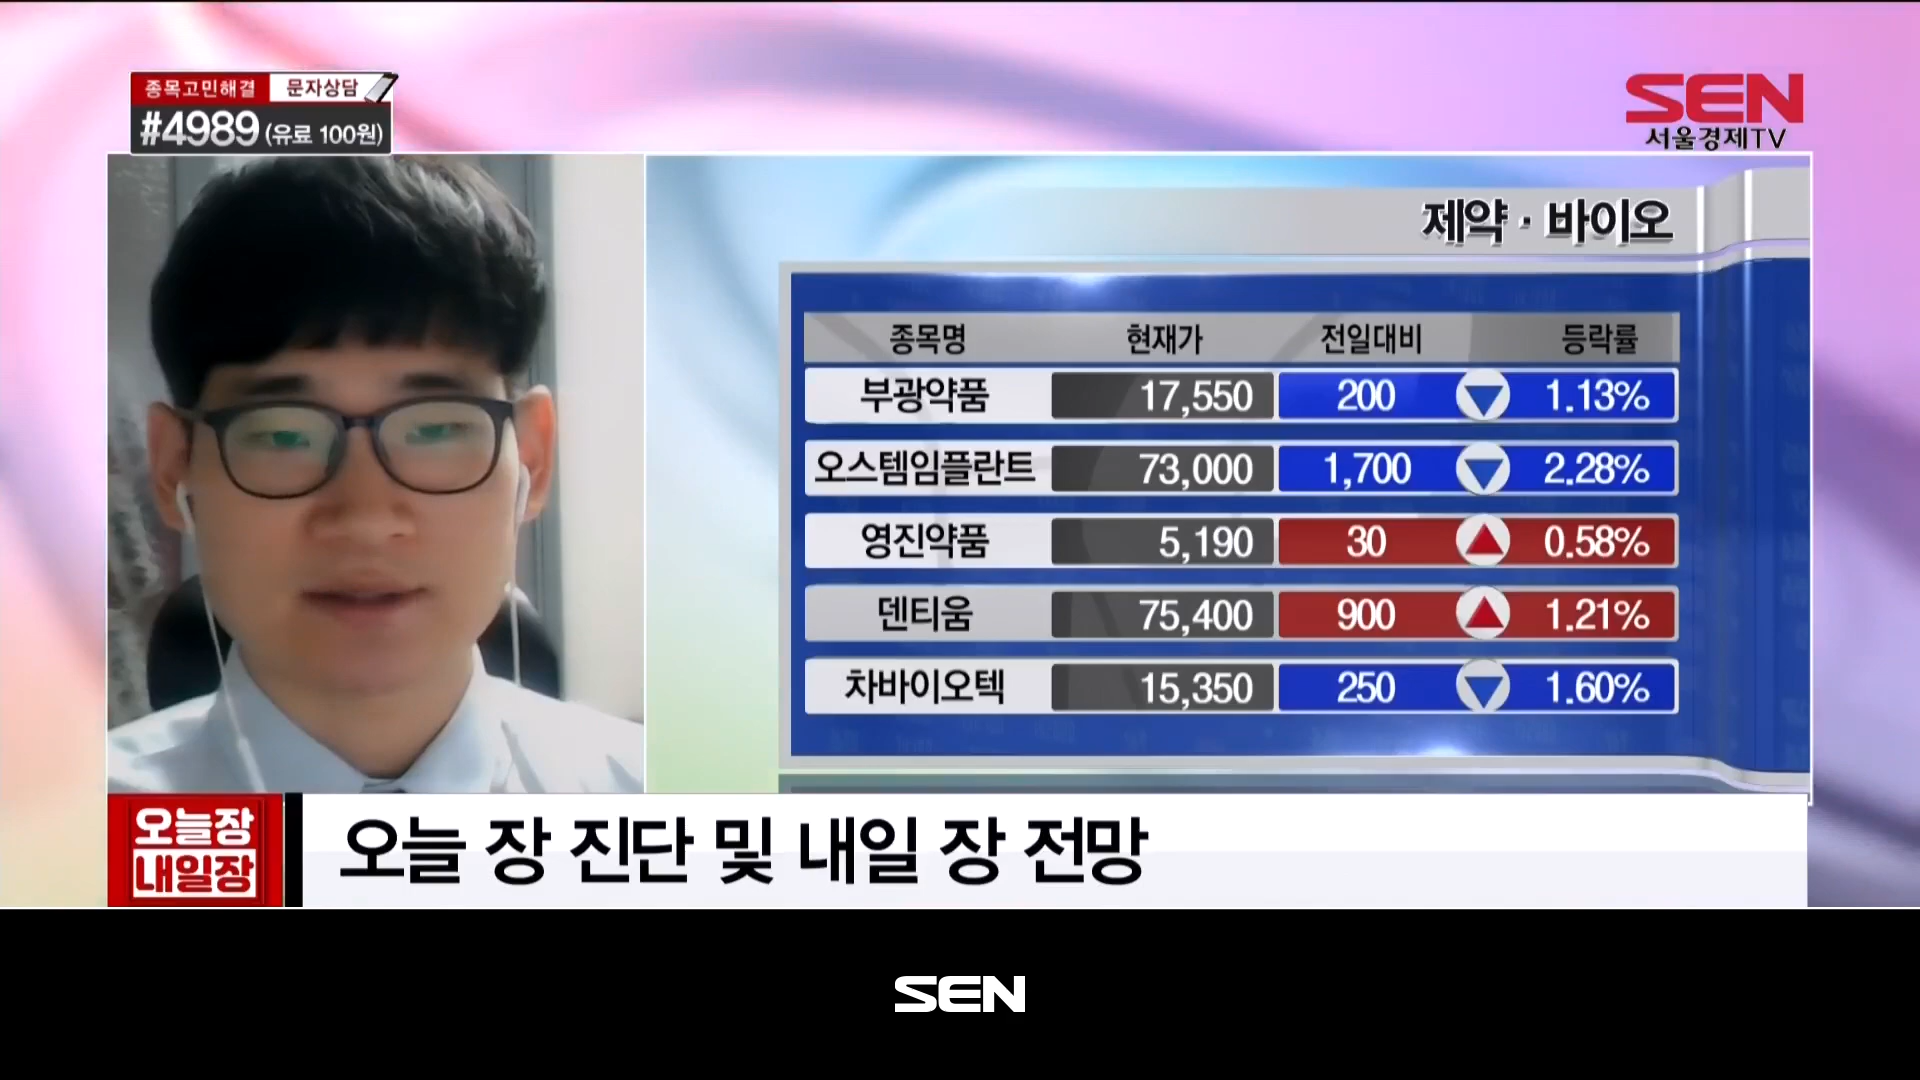 종목고민해결 문자상담
#4989 (유료 100원)
SEN
서울경제TV
제약·바이오
종목명 현재가 전일대비 등락률
부광약품 17,550 200 1.13%
오스템임플란트 73,000 1,700 2.28%
영진약품 5,190 30 0.58%
덴티움 75,400 900 1.21%
차바이오텍 15,350 250 1.60%
오늘장
내일장
오늘 장 진단 및 내일 장 전망
SEN